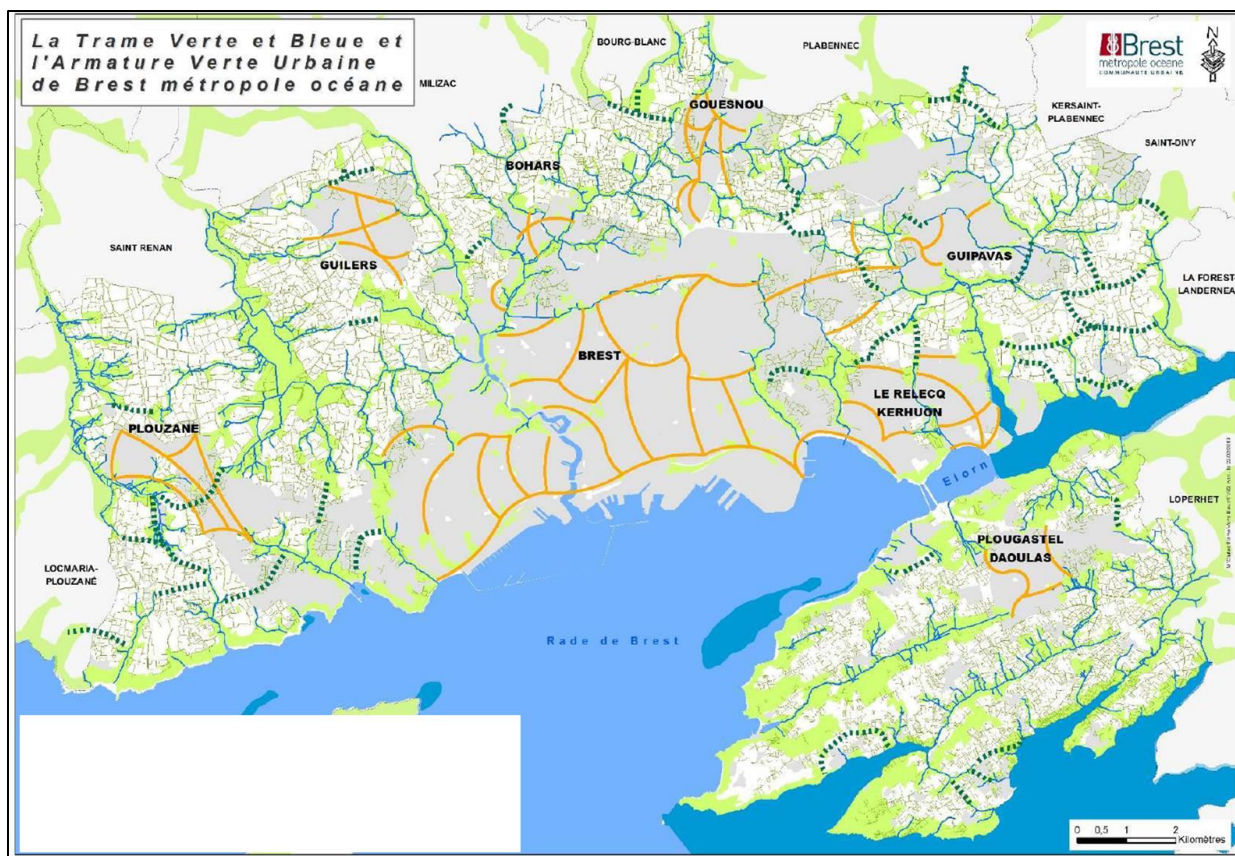 La Trame Verte et Bleue et
l'Armature Verte Urbaine
de Brest métropole océane
BOURG-BLANC
PLABENNEC
Brest
métropole océane
COMMUNAUTÉ URBAINE
N
MILIZAC
GOUESNOU
KERSAINT-
PLABENNEC
SAINT-DIVY
BOHARS
SAINT RENAN
GUILERS
GUIPAVAS
LA FOREST-
LANDERNEA
BREST
LE RELECQ
KERHUON
PLOUZANE
Elorn
LOPERHET
PLOUGASTEL
DAOULAS
LOCMARIA-
PLOUZANÉ
Rade de Brest
0 0,5 1 2
Kilomètres